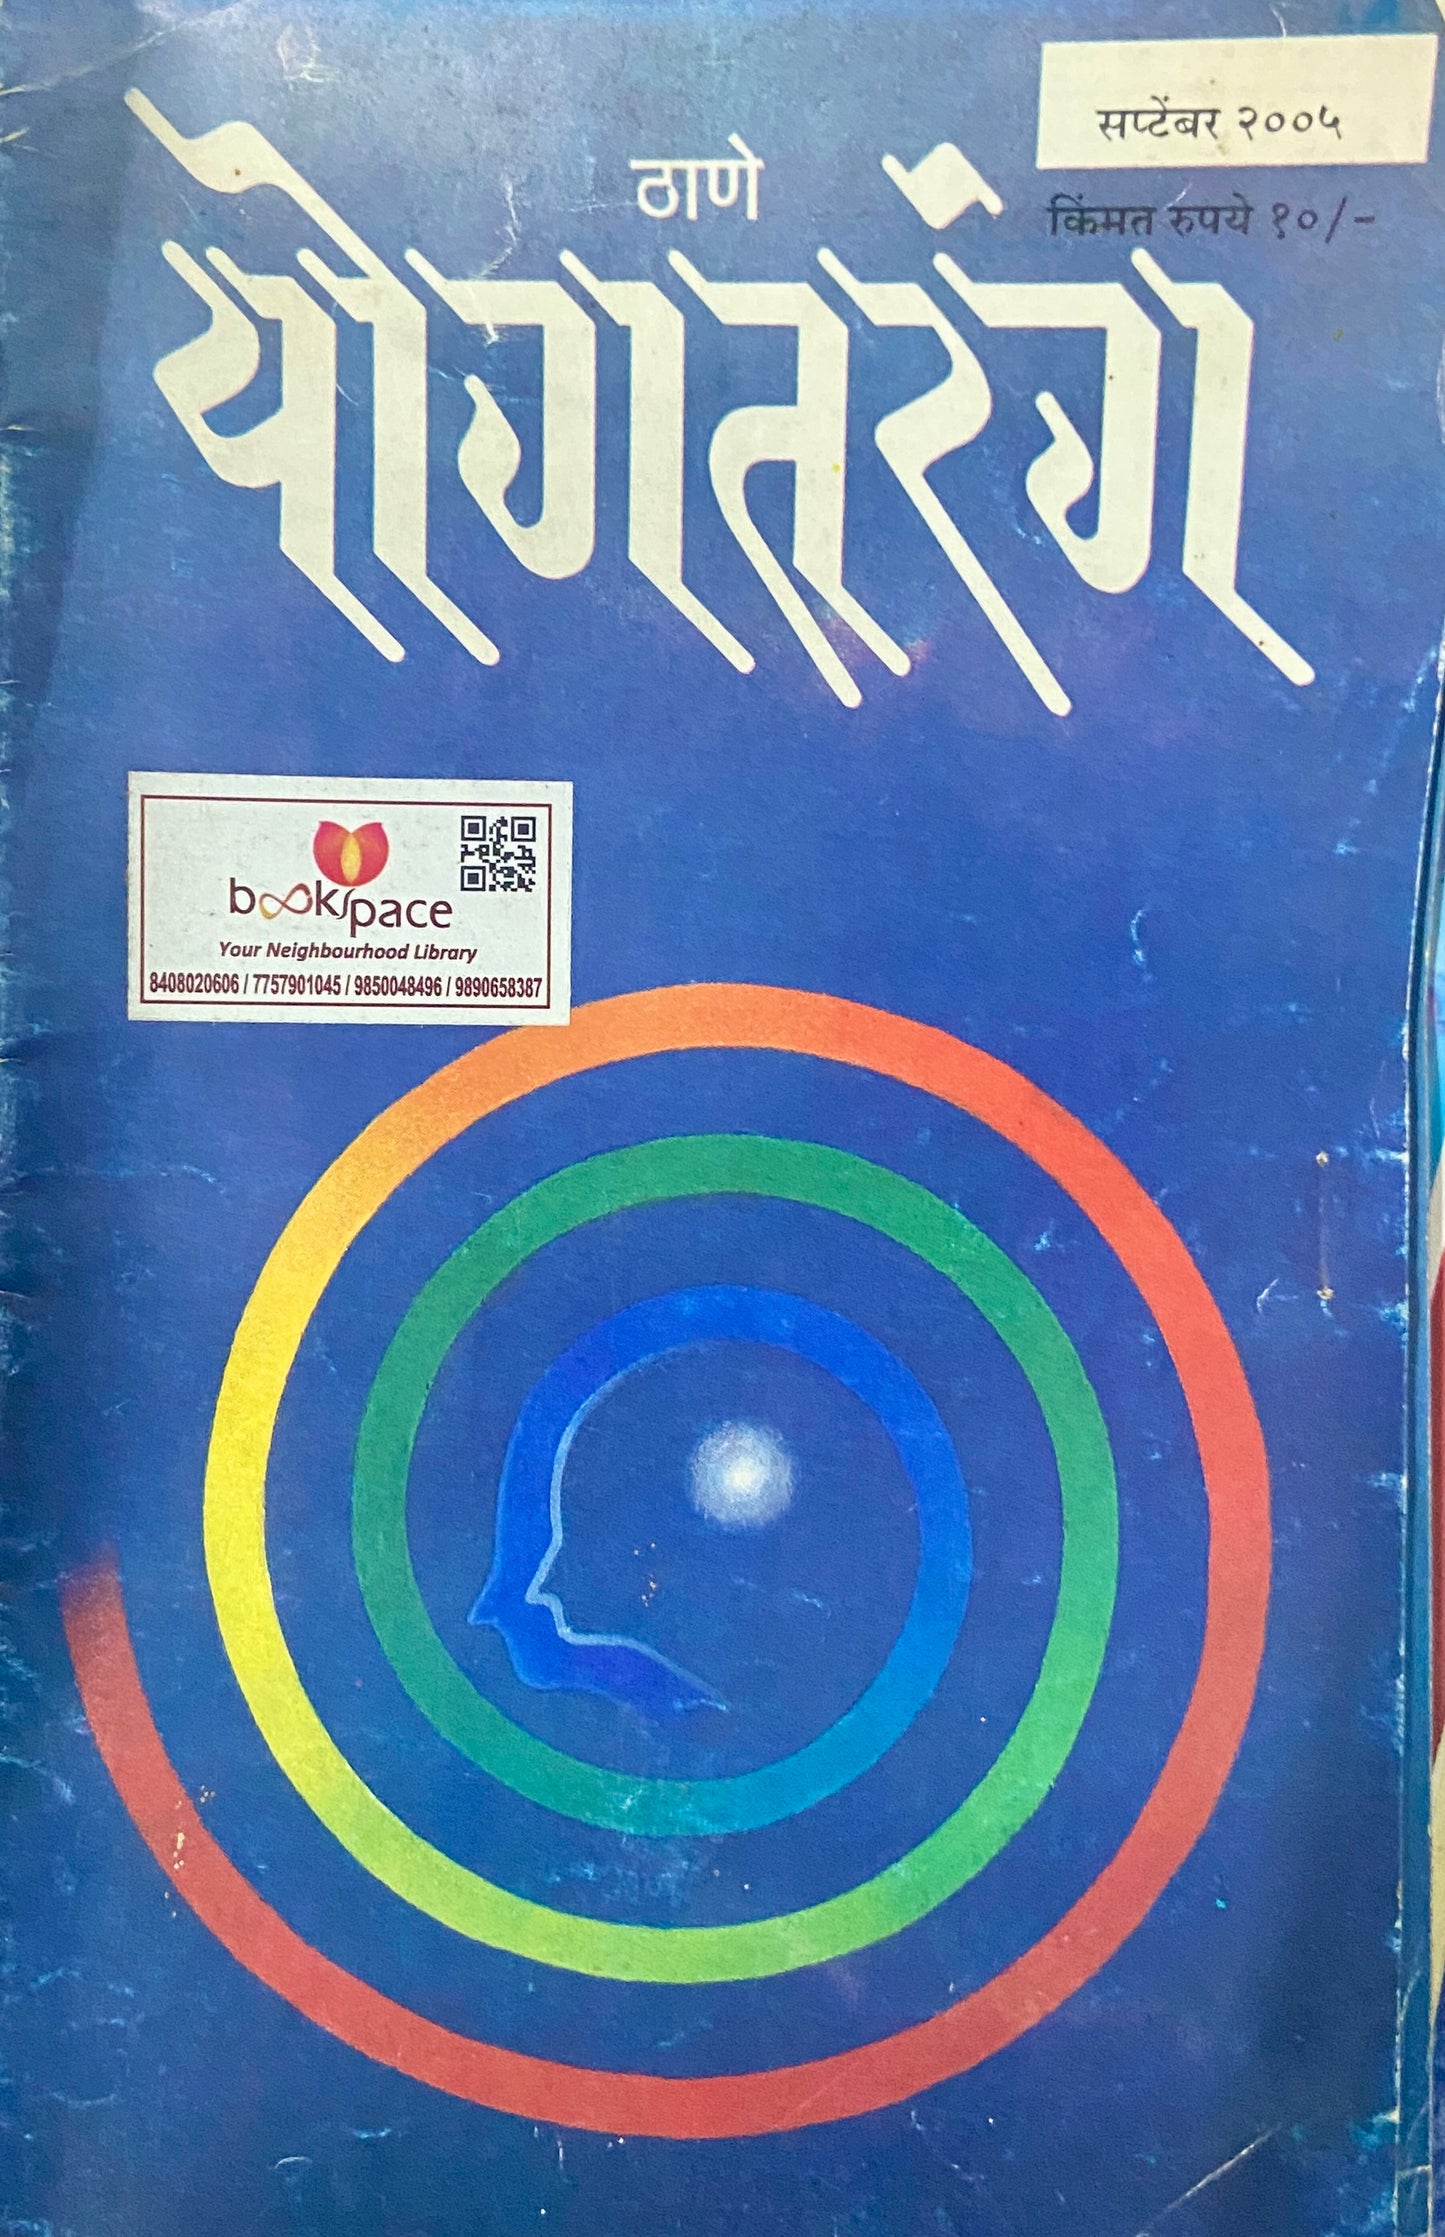 सप्टेंबर २००५
किंमत रुपये १०/-
ठाणे
योगतरंग
bookspace
Your Neighbourhood Library
8408020606 / 7757901045 / 9850048496 / 9890658387